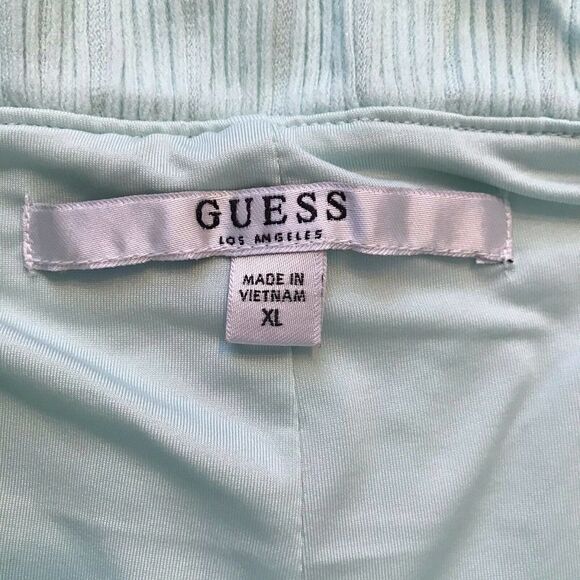 GUESS
LOS ANGELES
MADE IN
VIETNAM
XL